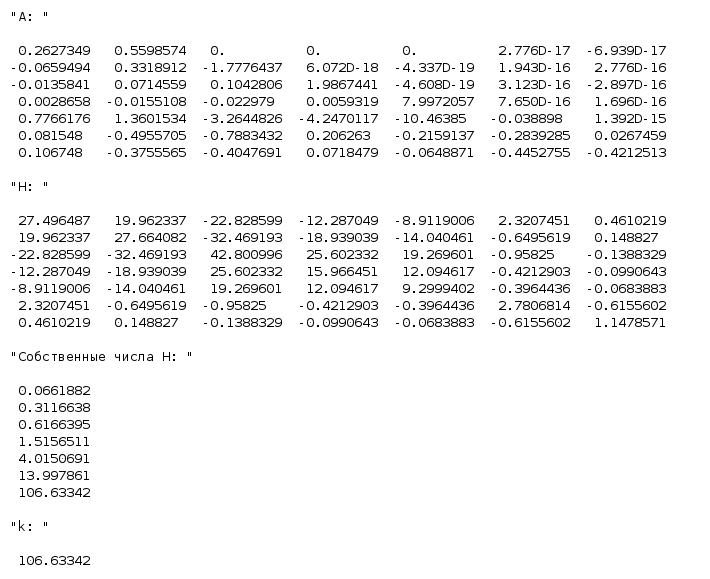 "A: "
0.2627349 0.5598574 0. 0. 0. 2.776D-17 -6.939D-17
-0.0659494 0.3318912 -1.7776437 6.072D-18 -4.337D-19 1.943D-16 2.776D-16
-0.0135841 0.0714559 0.1042806 1.9867441 -4.608D-19 3.123D-16 -2.897D-16
0.0028658 -0.0155108 -0.022979 0.0059319 7.9972057 7.650D-16 1.696D-16
0.7766176 1.3601534 -3.2644826 -4.2470117 -10.46385 -0.038898 1.392D-15
0.081548 -0.4955705 -0.7883432 0.206263 -0.2159137 -0.2839285 0.0267459
0.106748 -0.3755565 -0.4047691 0.0718479 -0.0648871 -0.4452755 -0.4212513
"H: "
27.496487 19.962337 -22.828599 -12.287049 -8.9119006 2.3207451 0.4610219
19.962337 27.664082 -32.469193 -18.939039 -14.040461 -0.6495619 0.148827
-22.828599 -32.469193 42.800996 25.602332 19.269601 -0.95825 -0.1388329
-12.287049 -18.939039 25.602332 15.966451 12.094617 -0.4212903 -0.0990643
-8.9119006 -14.040461 19.269601 12.094617 9.2999402 -0.3964436 -0.0683883
2.3207451 -0.6495619 -0.95825 -0.4212903 -0.3964436 2.7806814 -0.6155602
0.4610219 0.148827 -0.1388329 -0.0990643 -0.0683883 -0.6155602 1.1478571
"Собственные числа H: "
0.0661882
0.3116638
0.6166395
1.5156511
4.0150691
13.997861
106.63342
"k: "
106.63342